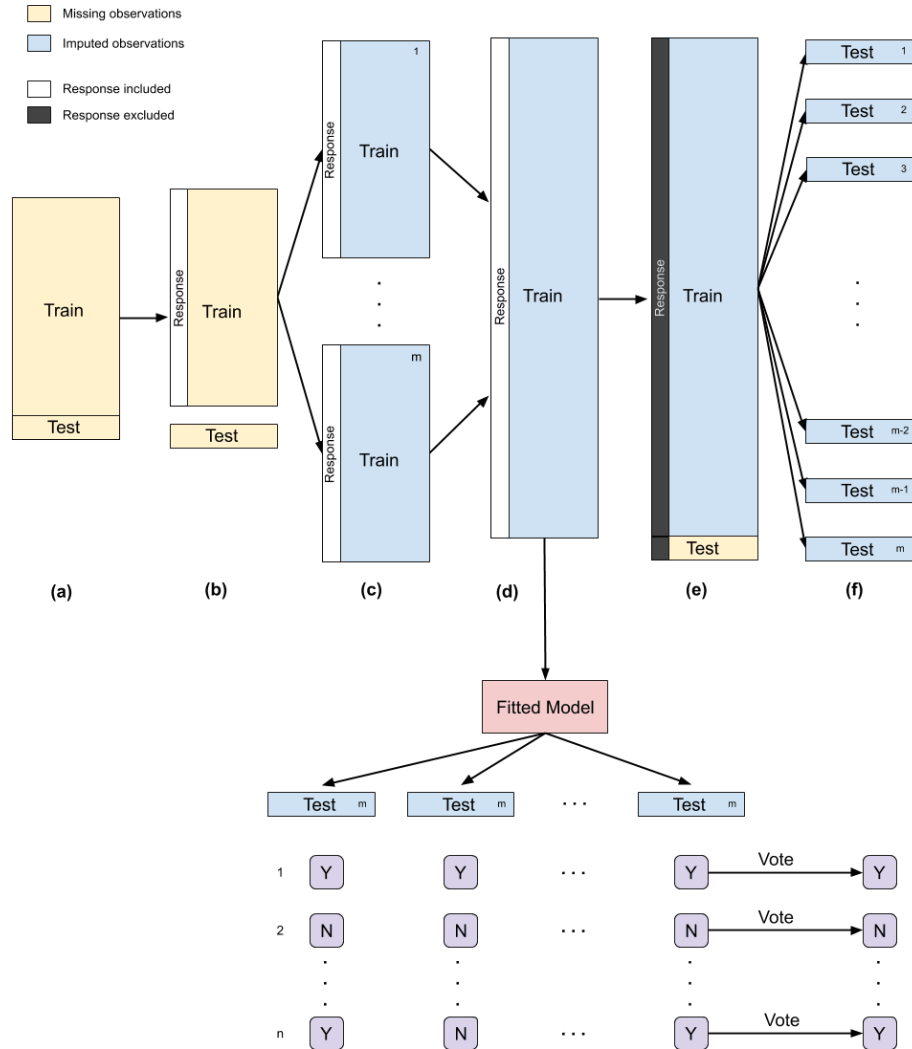 Missing observations
Imputed observations
Response included
Response excluded
Train
Test
Response
Train
Test
Response
Train
1
Response
Train
m
Response
Train
Response
Train
Test
Test 1
Test 2
Test 3
Test m-2
Test m-1
Test m
(a) (b) (c) (d) (e) (f)
Fitted Model
Test m Test m ... Test m
1 Y Y ... Y Vote Y
2 N N ... N Vote N
n Y N ... Y Vote Y